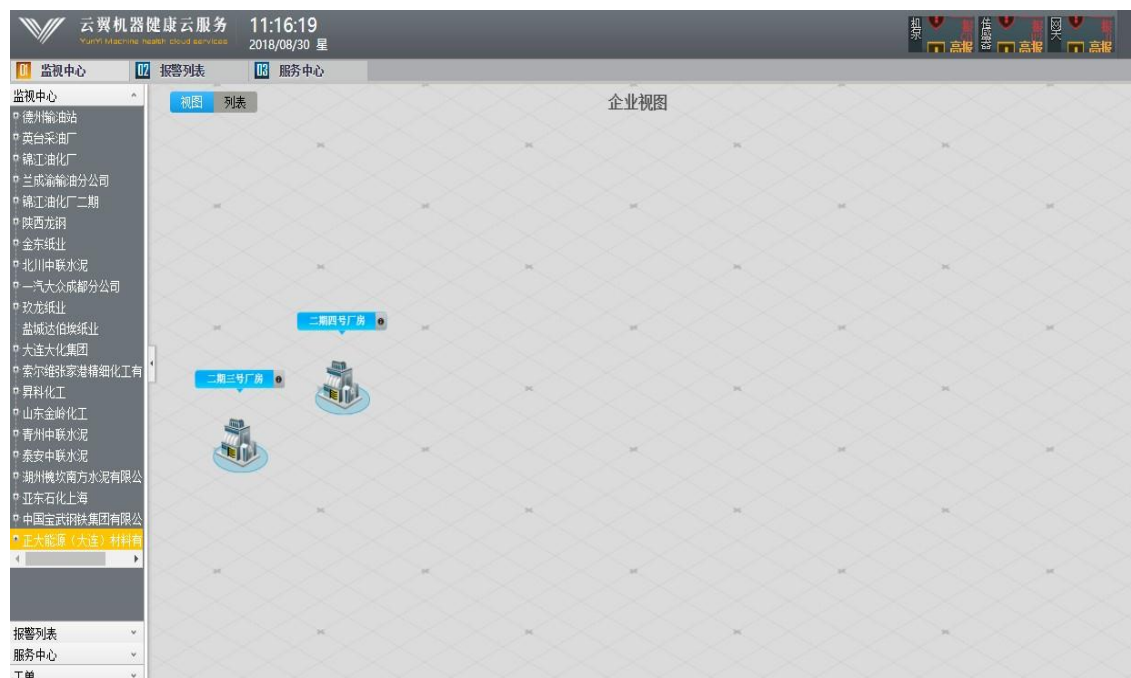 云翼机器健康云服务
YunYi Machine health cloud services
11:16:19
2018/08/30 星
机泵
高报
传感器
高报
网关
高报
01 监视中心
02 报警列表
03 服务中心
监视中心
德州输油站
英台采油厂
锦江油化厂
兰成渝输油分公司
锦江油化厂二期
陕西龙钢
金东纸业
北川中联水泥
一汽大众成都分公司
玖龙纸业
盐城达伯埃纸业
大连大化集团
索尔维张家港精细化工有
昇科化工
山东金岭化工
青州中联水泥
泰安中联水泥
湖州槐坎南方水泥有限公
亚东石化上海
中国宝武钢铁集团有限公
正大能源（大连）材料有
报警列表
服务中心
工单
视图 列表
企业视图
二期四号厂房
二期三号厂房